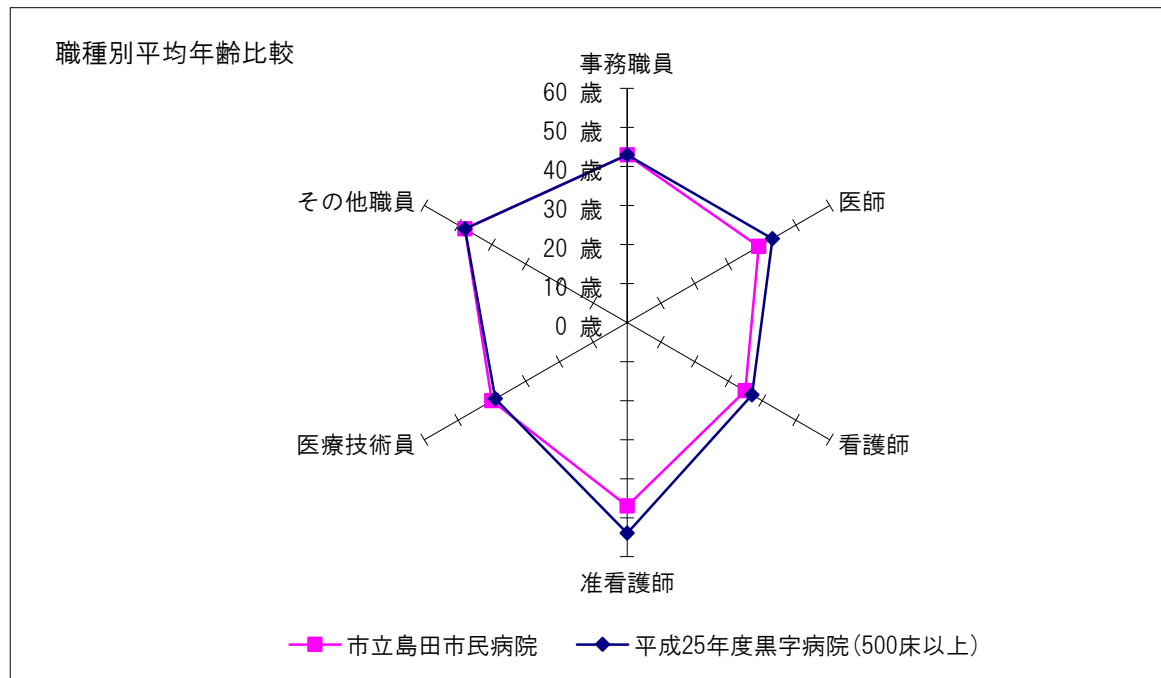 職種別平均年齢比較
事務職員
60 歳
50 歳
40 歳
30 歳
20 歳
10 歳
0 歳
医師
看護師
准看護師
医療技術員
その他職員
市立島田市民病院
平成25年度黒字病院(500床以上)